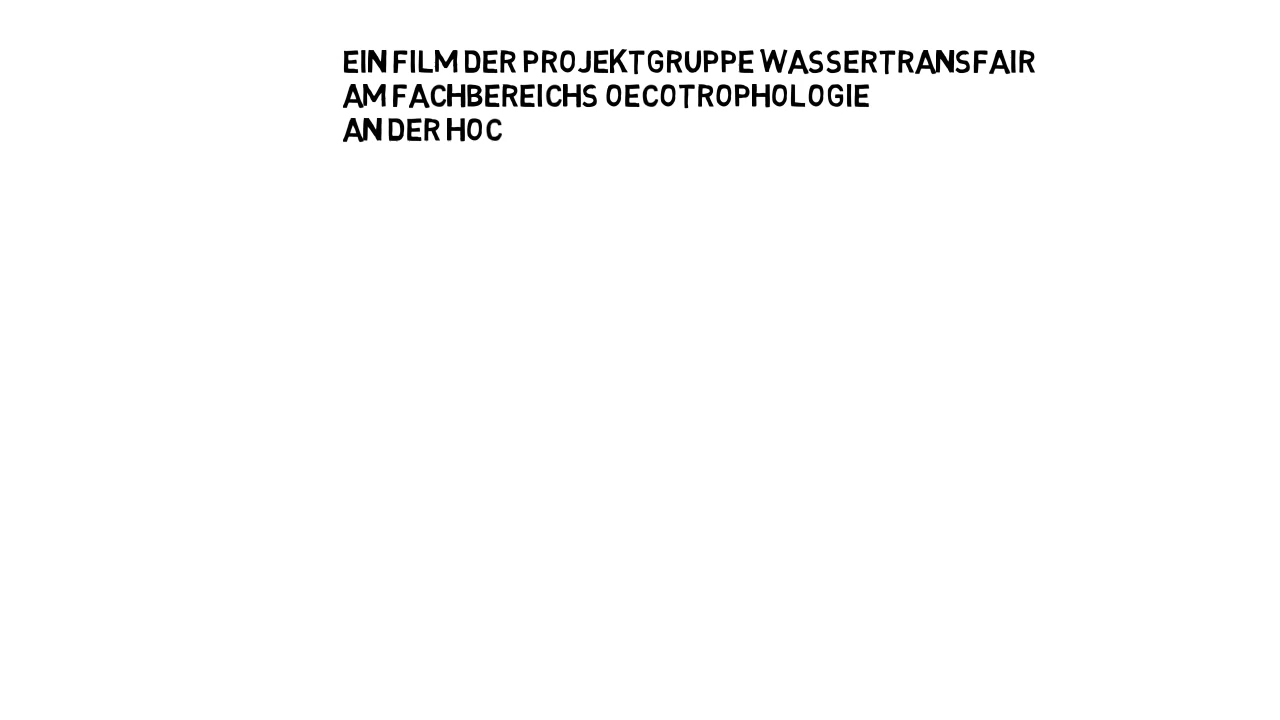 EIN FILM DER PROJEKTGRUPPE WASSERTRANSFAIR
AM FACHBEREICHS OECOTROPHOLOGIE
AN DER HOC